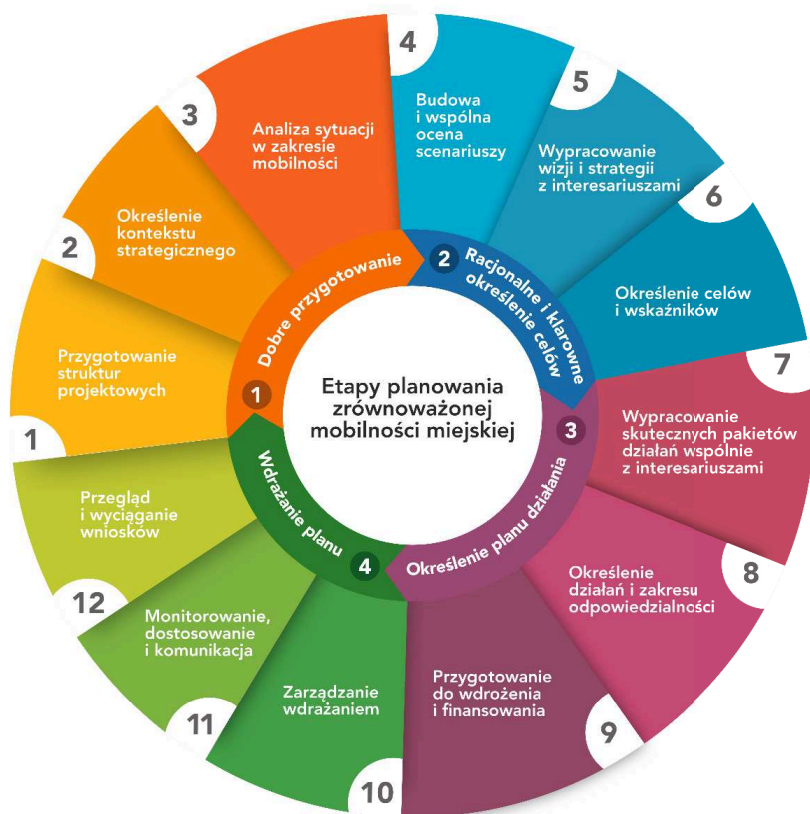 Etapy planowania
zrównoważonej
mobilności miejskiej
1
Dobre przygotowanie
2
Racjonalne i klarowne
określenie celów
3
Określenie planu działania
4
Wdrażanie planu
1
Przygotowanie
struktur
projektowych
2
Określenie
kontekstu
strategicznego
3
Analiza sytuacji
w zakresie
mobilności
4
Budowa
i wspólna
ocena
scenariuszy
5
Wypracowanie
wizji i strategii
z interesariuszami
6
Określenie celów
i wskaźników
7
Wypracowanie
skutecznych pakietów
działań wspólnie
z interesariuszami
8
Określenie
działań i zakresu
odpowiedzialności
9
Przygotowanie
do wdrożenia
i finansowania
10
Zarządzanie
wdrażaniem
11
Monitorowanie,
dostosowanie
i komunikacja
12
Przegląd
i wyciąganie
wniosków